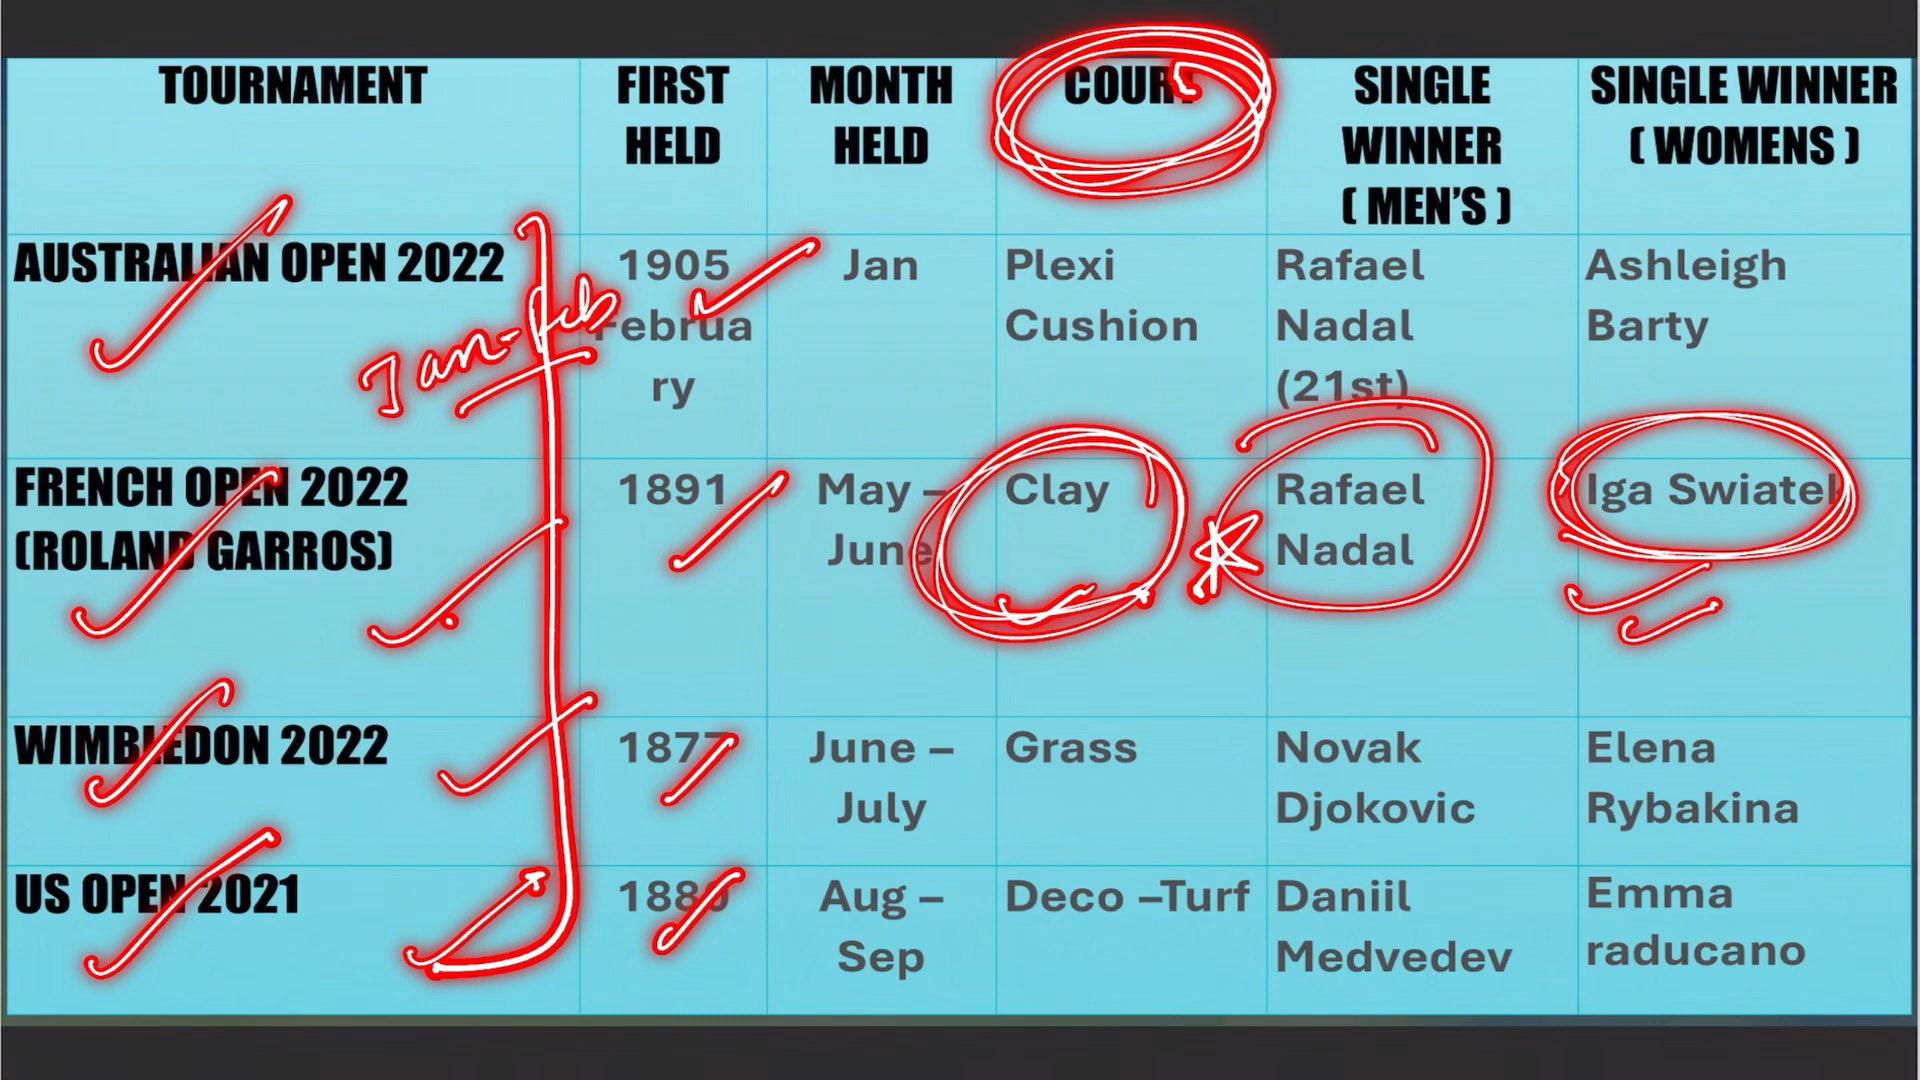 TOURNAMENT
FIRST HELD
MONTH HELD
COURT
SINGLE WINNER ( MEN'S )
SINGLE WINNER ( WOMENS )
AUSTRALIAN OPEN 2022
1905
Februa
ry
Jan
Plexi
Cushion
Rafael
Nadal
(21st)
Ashleigh
Barty
Jan-Feb
FRENCH OPEN 2022
(ROLAND GARROS)
1891
May –
June
Clay
Rafael
Nadal
Iga Swiatek
WIMBLEDON 2022
1877
June –
July
Grass
Novak
Djokovic
Elena
Rybakina
US OPEN 2021
Aug –
Sep
Deco –Turf
Daniil
Medvedev
Emma
raducano